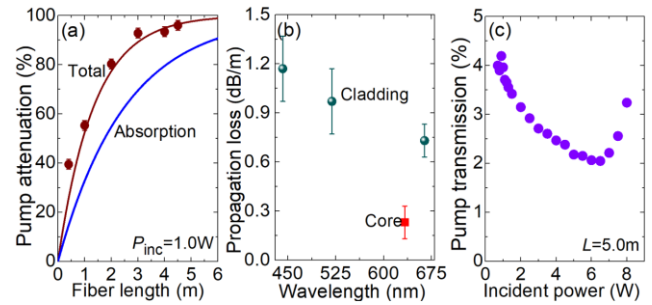 (a)
Total
Absorption
P_inc=1.0W
Pump attenuation (%)
100
80
60
40
20
0
0 1 2 3 4 5 6
Fiber length (m)
(b)
Cladding
Core
Propagation loss (dB/m)
1.2
0.9
0.6
0.3
0.0
450 525 600 675
Wavelength (nm)
(c)
L=5.0m
Pump transmission (%)
5
4
3
2
1
0
0 2 4 6 8
Incident power (W)